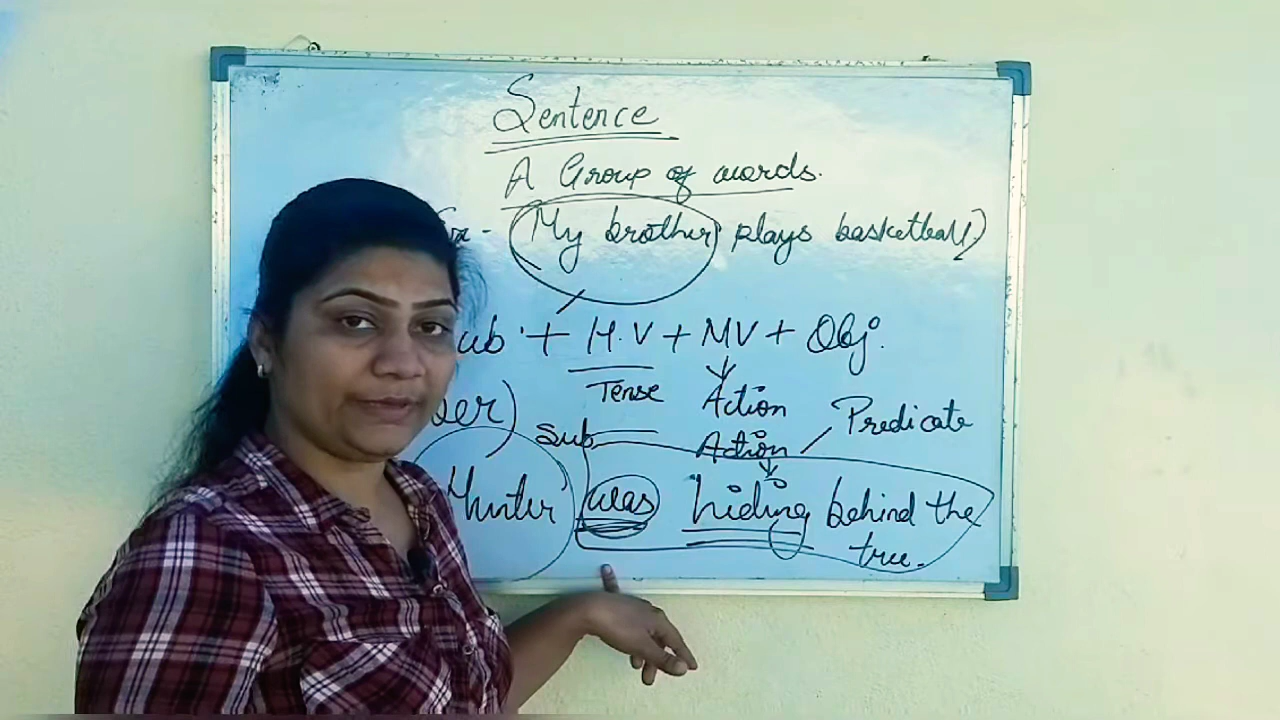 Sentence
A Group of words.
Ex - My brother plays basketball)
ub + H.V + MV + Obj.
Tense
Action
Predicate
Sub
Action
Hunter was hiding behind the
tree.